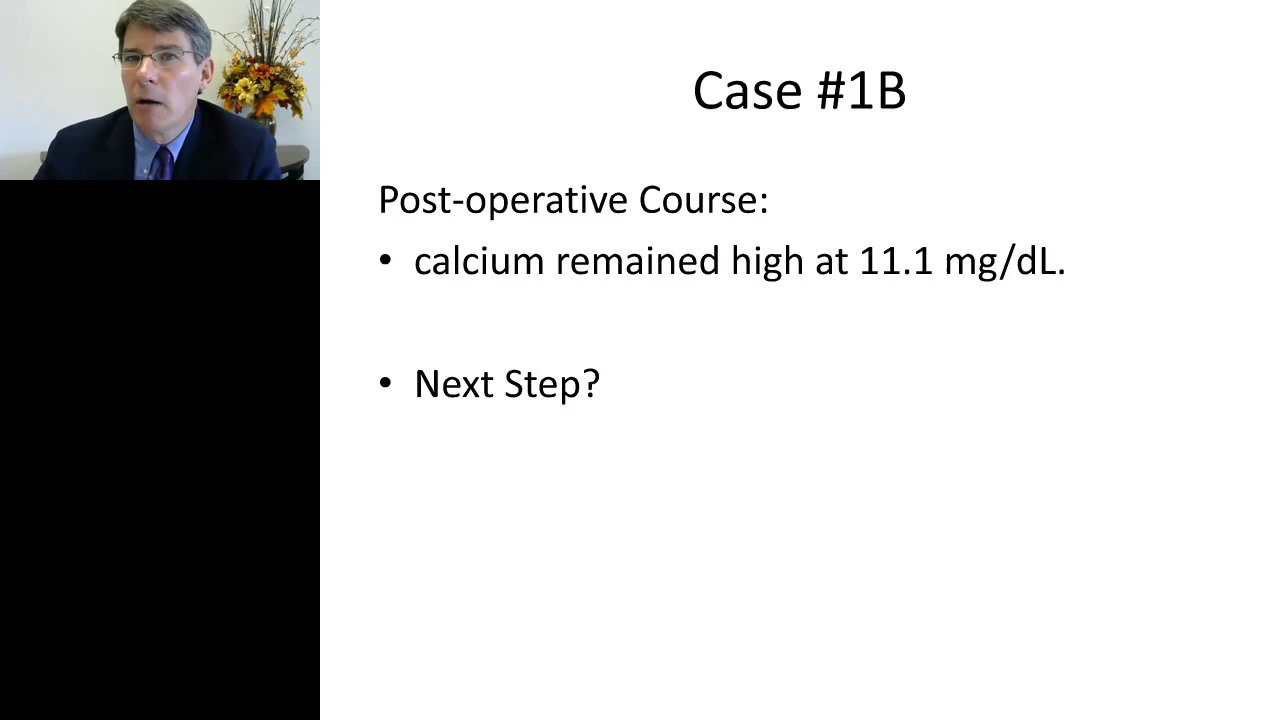 Case #1B
Post-operative Course:
• calcium remained high at 11.1 mg/dL.
• Next Step?